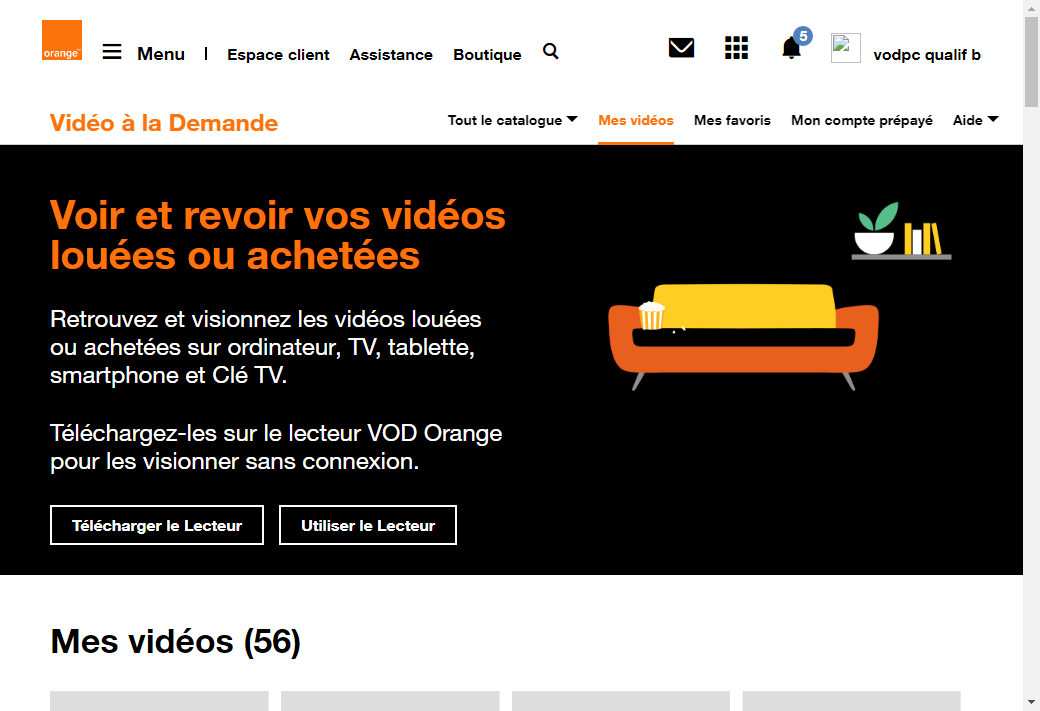 orange™
Menu | Espace client Assistance Boutique
5
vodpc qualif b
Vidéo à la Demande
Tout le catalogue Mes vidéos Mes favoris Mon compte prépayé Aide
Voir et revoir vos vidéos
louées ou achetées
Retrouvez et visionnez les vidéos louées
ou achetées sur ordinateur, TV, tablette,
smartphone et Clé TV.
Téléchargez-les sur le lecteur VOD Orange
pour les visionner sans connexion.
Télécharger le Lecteur Utiliser le Lecteur
Mes vidéos (56)